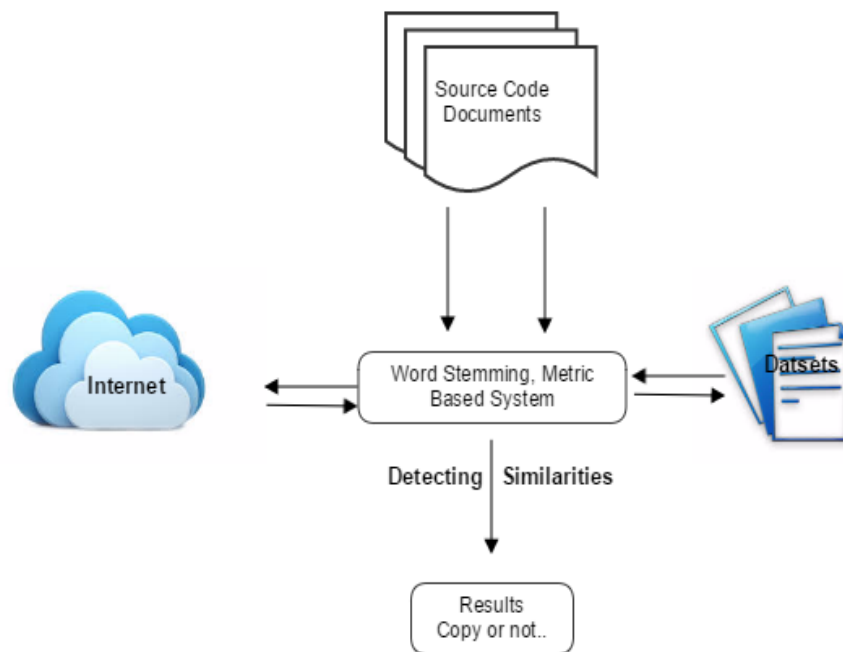 Source Code
Documents
Internet
Word Stemming, Metric
Based System
Datsets
Detecting Similarities
Results
Copy or not..